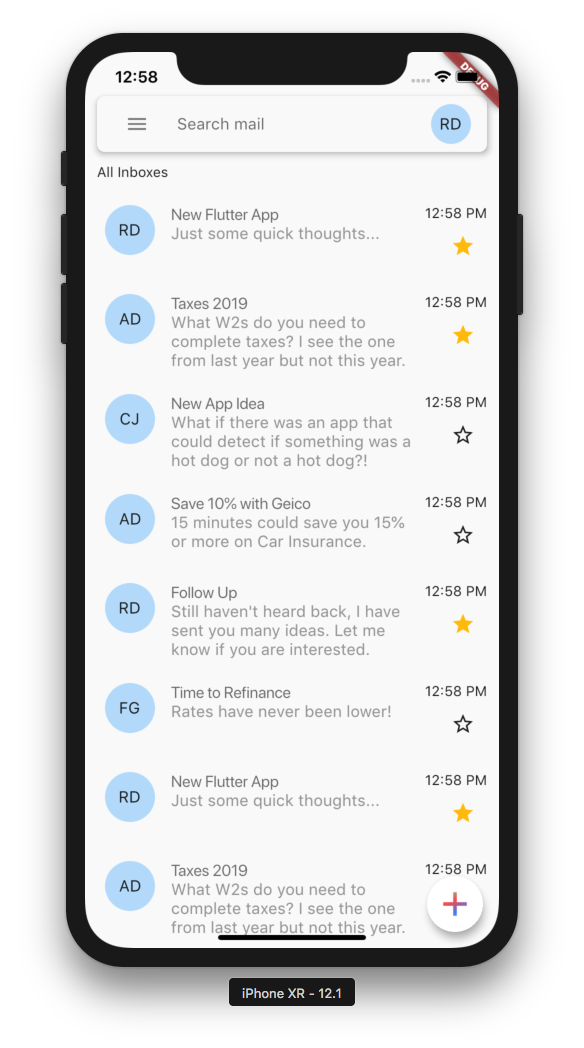 12:58
DEBUG
Search mail
RD
All Inboxes
RD
New Flutter App
12:58 PM
Just some quick thoughts...
AD
Taxes 2019
12:58 PM
What W2s do you need to
complete taxes? I see the one
from last year but not this year.
CJ
New App Idea
12:58 PM
What if there was an app that
could detect if something was a
hot dog or not a hot dog?!
AD
Save 10% with Geico
12:58 PM
15 minutes could save you 15%
or more on Car Insurance.
RD
Follow Up
12:58 PM
Still haven't heard back, I have
sent you many ideas. Let me
know if you are interested.
FG
Time to Refinance
12:58 PM
Rates have never been lower!
RD
New Flutter App
12:58 PM
Just some quick thoughts...
AD
Taxes 2019
12:58 PM
What W2s do you need to
complete taxes? I see the one
from last year but not this year.
iPhone XR - 12.1